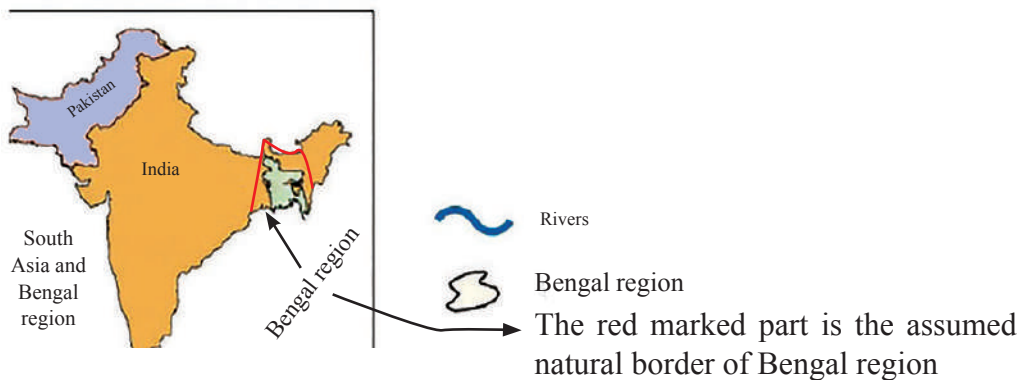 Pakistan
India
South
Asia and
Bengal
region
Bengal region
Rivers
Bengal region
The red marked part is the assumed
natural border of Bengal region